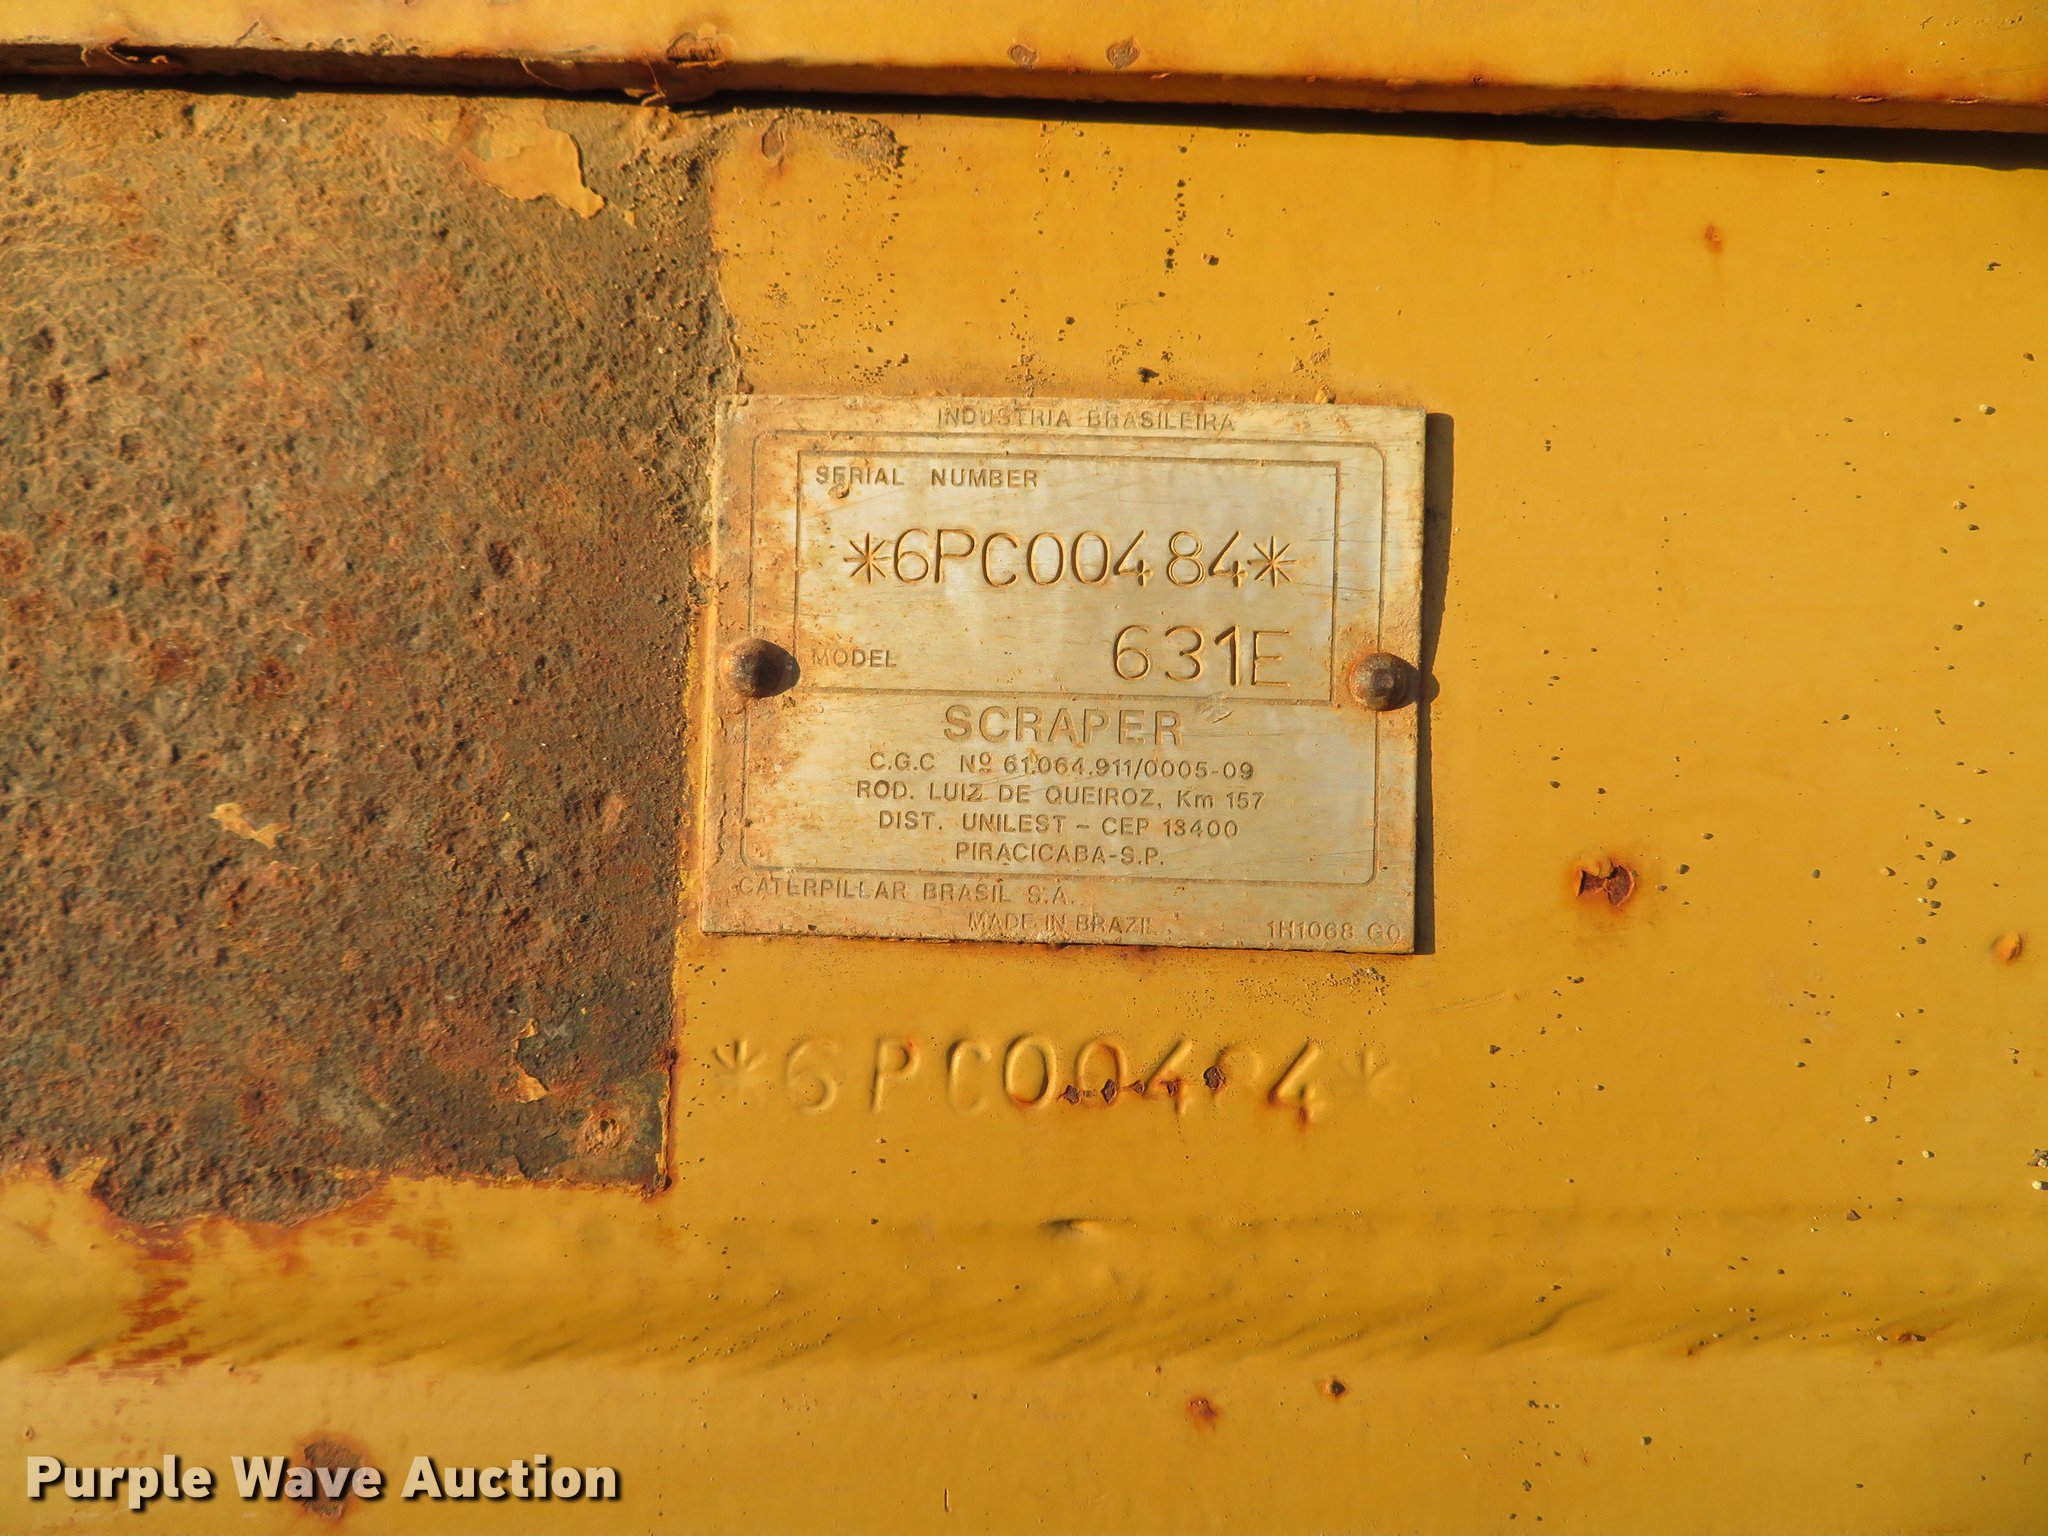 INDUSTRIA BRASILEIRA
SERIAL NUMBER
*6PC00484*
MODEL 631E
SCRAPER
C.G.C Nº 61.064.911/0005-09
ROD. LUIZ DE QUEIROZ, Km 157
DIST. UNILEST - CEP 13400
PIRACICABA-S.P.
CATERPILLAR BRASIL S.A.
MADE IN BRAZIL
1H1068 GO
*6PC00484*
Purple Wave Auction